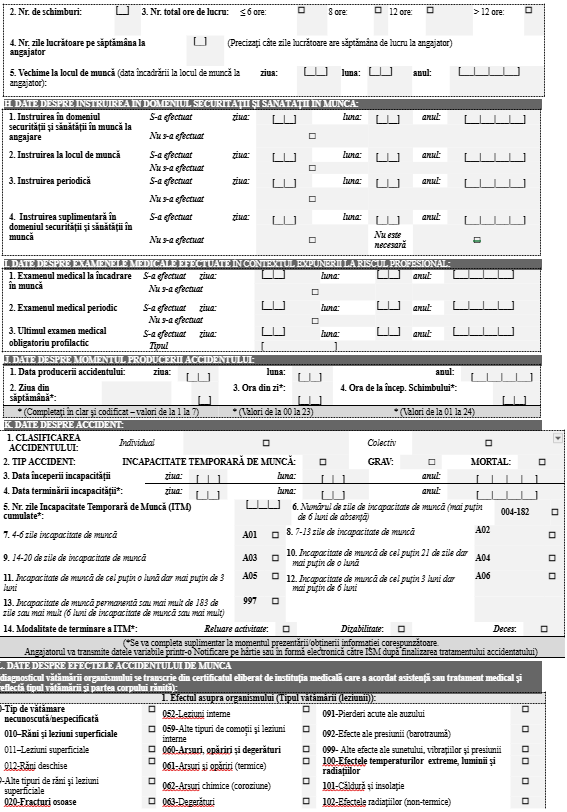 2. Nr. de schimburi: [__] 3. Nr. total ore de lucru: ≤ 6 ore: ☐ 8 ore: ☐ 12 ore: ☐ > 12 ore: ☐
4. Nr. zile lucrătoare pe săptămâna la angajator [__] (Precizați câte zile lucrătoare are săptămâna de lucru la angajator)
5. Vechime la locul de muncă (data încadrării la locul de muncă la angajator): ziua: luna: anul:
H. DATE DESPRE INSTRUIREA ÎN DOMENIUL SECURITĂȚII ȘI SĂNĂTĂȚII ÎN MUNCĂ:
1. Instruirea în domeniul securității și sănătății în muncă la angajare S-a efectuat ziua: luna: anul:
Nu s-a efectuat ☐
2. Instruirea la locul de muncă S-a efectuat ziua: luna: anul:
Nu s-a efectuat ☐
3. Instruirea periodică S-a efectuat ziua: luna: anul:
Nu s-a efectuat ☐
4. Instruirea suplimentară în domeniul securității și sănătății în muncă S-a efectuat ziua: luna: anul:
Nu s-a efectuat ☐ Nu este necesară
I. DATE DESPRE EXAMENELE MEDICALE EFECTUATE ÎN CONTEXTUL EXPUNERII LA RISCUL PROFESIONAL:
1. Examenul medical la încadrare în muncă S-a efectuat ziua: luna: anul:
Nu s-a efectuat ☐
2. Examenul medical periodic S-a efectuat ziua: luna: anul:
Nu s-a efectuat ☐
3. Ultimul examen medical obligatoriu profilactic S-a efectuat ziua: luna: anul:
Tipul [ ]
J. DATE DESPRE MOMENTUL PRODUCERII ACCIDENTULUI:
1. Data producerii accidentului: ziua: luna: anul:
2. Ziua din săptămână*: 3. Ora din zi*: 4. Ora de la încep. Schimbului*:
* (Completați în clar și codificat – valori de la 1 la 7) * (Valori de la 00 la 23) * (Valori de la 01 la 24)
K. DATE DESPRE ACCIDENT:
1. CLASIFICAREA ACCIDENTULUI: Individual ☐ Colectiv ☐
2. TIP ACCIDENT: INCAPACITATE TEMPORARĂ DE MUNCĂ: ☐ GRAV: ☐ MORTAL: ☐
3. Data începerii incapacității ziua: luna: anul:
4. Data terminării incapacității*: ziua: luna: anul:
5. Nr. zile Incapacitate Temporară de Muncă (ITM) cumulate*: 6. Numărul de zile de incapacitate de muncă (mai puțin de 6 luni de absență) 004-182 ☐
7. 4-6 zile incapacitate de muncă A01 ☐ 8. 7-13 zile incapacitate de muncă A02 ☐
9. 14-20 zile de incapacitate de muncă A03 ☐ 10. Incapacitate de muncă de cel puțin 21 de zile dar mai puțin de o lună A04 ☐
11. Incapacitate de muncă de cel puțin o lună dar mai puțin de 3 luni A05 ☐ 12. Incapacitate de muncă de cel puțin 3 luni dar mai puțin de 6 luni A06 ☐
13. Incapacitate de muncă permanentă sau mai mult de 183 de zile sau mai mult (6 luni de incapacitate de muncă sau mai mult) 997 ☐
14. Modalitate de terminare a ITM*: Reluare activitate: ☐ Dizabilitate: ☐ Deces: ☐
(*Se va completa suplimentar la momentul prezentării/obținerii informației corespunzătoare.
Angajatorul va transmite datele variabile printr-o Notificare pe hârtie sau în formă electronică către ISM după finalizarea tratamentului accidentatului)
DATE DESPRE EFECTELE ACCIDENTULUI DE MUNCA
diagnosticul vătămării organismului se transcrie din certificatul eliberat de instituția medicală care a acordat asistență sau tratament medical și
reflectă tipul vătămării și partea corpului rănită):
1. Efectul asupra organismului (Tipul vătămării (leziunii)):
-Tip de vătămare necunoscută/nespecificată ☐ 052-Leziuni interne ☐ 091-Pierderi acute ale auzului ☐
010–Răni și leziuni superficiale ☐ 059-Alte tipuri de comoții și leziuni interne ☐ 092-Efecte ale presiunii (barotraumă) ☐
011–Leziuni superficiale ☐ 060-Arsuri, opăriri și degerături ☐ 099- Alte efecte ale sunetului, vibrațiilor și presiunii ☐
012-Răni deschise ☐ 061-Arsuri și opăriri (termice) ☐ 100-Efectele temperaturilor extreme, luminii și radiațiilor ☐
-Alte tipuri de răni și leziuni superficiale ☐ 062-Arsuri chimice (coroziune) ☐ 101-Căldură și insolație ☐
020-Fracturi osoase ☐ 063-Degerături ☐ 102-Efectele radiațiilor (non-termice) ☐